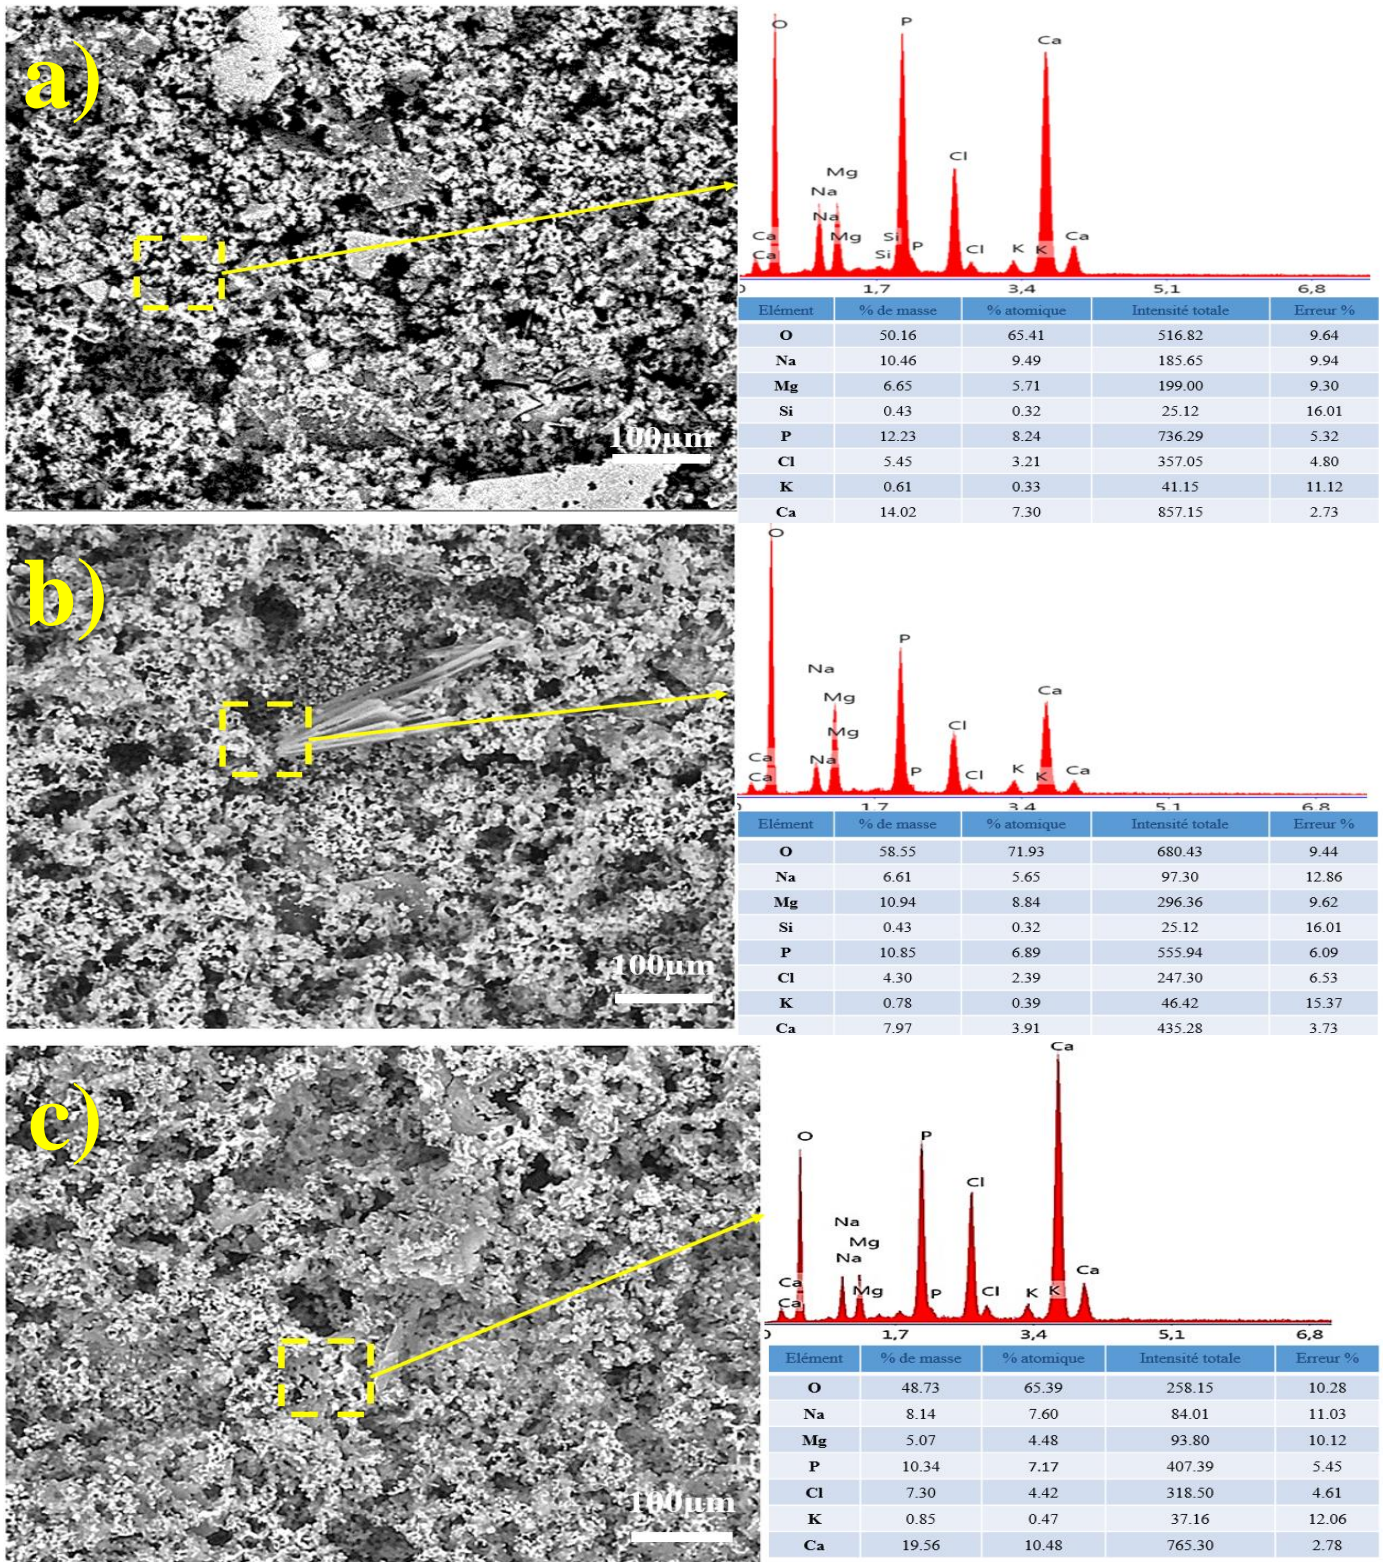 a)
100µm
O
P
Ca
Cl
Mg
Na
Na
Ca
Ca
Mg
Si
Si
P
Cl
K
K
Ca
0 1,7 3,4 5,1 6,8
Elément % de masse % atomique Intensité totale Erreur %
O 50.16 65.41 516.82 9.64
Na 10.46 9.49 185.65 9.94
Mg 6.65 5.71 199.00 9.30
Si 0.43 0.32 25.12 16.01
P 12.23 8.24 736.29 5.32
Cl 5.45 3.21 357.05 4.80
K 0.61 0.33 41.15 11.12
Ca 14.02 7.30 857.15 2.73
b)
100µm
O
P
Na
Mg
Ca
Mg
Cl
Ca
Ca
Na
P
Cl
K
K
Ca
1,7 3,4 5,1 6,8
Elément % de masse % atomique Intensité totale Erreur %
O 58.55 71.93 680.43 9.44
Na 6.61 5.65 97.30 12.86
Mg 10.94 8.84 296.36 9.62
Si 0.43 0.32 25.12 16.01
P 10.85 6.89 555.94 6.09
Cl 4.30 2.39 247.30 6.53
K 0.78 0.39 46.42 15.37
Ca 7.97 3.91 435.28 3.73
c)
100µm
Ca
O
P
Cl
Na
Mg
Na
Ca
Ca
Mg
P
Cl
K
K
Ca
0 1,7 3,4 5,1 6,8
Elément % de masse % atomique Intensité totale Erreur %
O 48.73 65.39 258.15 10.28
Na 8.14 7.60 84.01 11.03
Mg 5.07 4.48 93.80 10.12
P 10.34 7.17 407.39 5.45
Cl 7.30 4.42 318.50 4.61
K 0.85 0.47 37.16 12.06
Ca 19.56 10.48 765.30 2.78